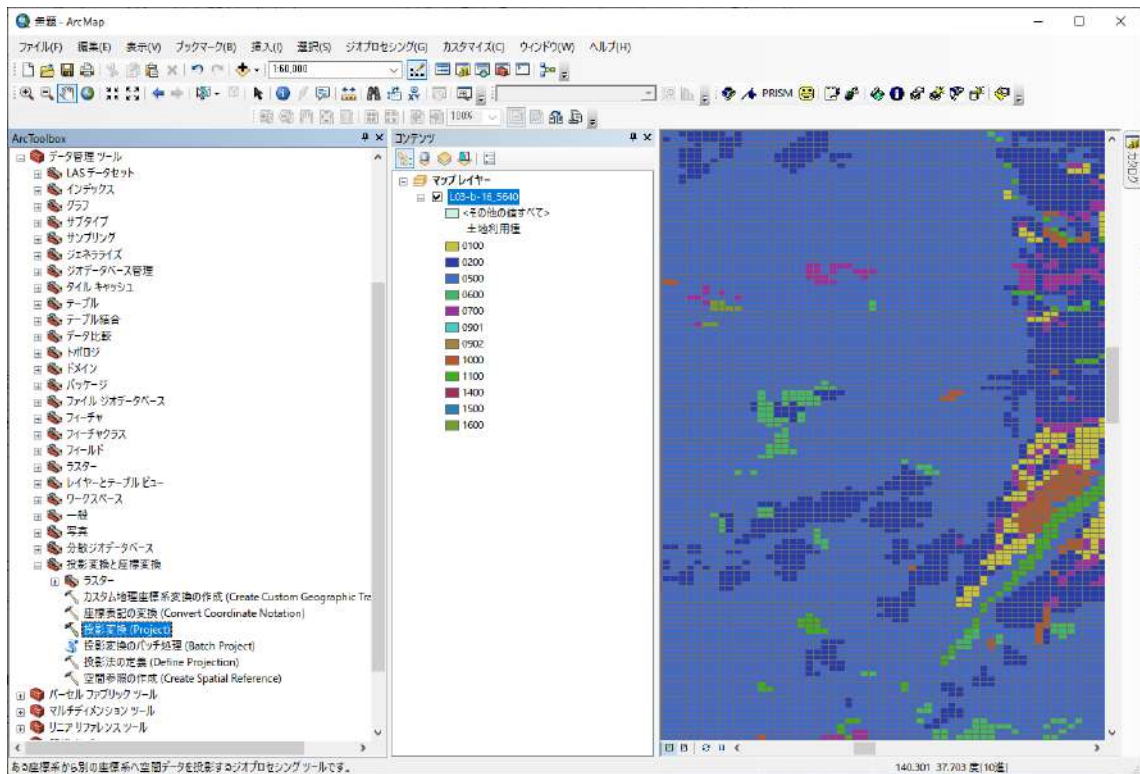 無題 - ArcMap
ファイル(F) 編集(E) 表示(V) ブックマーク(B) 挿入(I) 選択(S) ジオプロセシング(G) カスタマイズ(C) ウィンドウ(W) ヘルプ(H)
1:60,000
PRISM
100%
ArcToolbox
データ管理ツール
LAS データセット
インデックス
グラフ
サブタイプ
サンプリング
ジェネラライズ
ジオデータベース管理
タイル キャッシュ
テーブル
テーブル結合
データ比較
トポロジ
ドメイン
パッケージ
ファイル ジオデータベース
フィーチャ
フィーチャクラス
フィールド
ラスター
レイヤーとテーブル ビュー
ワークスペース
一般
写真
分散ジオデータベース
投影変換と座標変換
ラスター
カスタム地理座標系変換の作成 (Create Custom Geographic Tra
座標表記の変換 (Convert Coordinate Notation)
投影変換 (Project)
投影変換のバッチ処理 (Batch Project)
投影法の定義 (Define Projection)
空間参照の作成 (Create Spatial Reference)
パーセル ファブリック ツール
マルチディメンション ツール
リニア リファレンス ツール
コンテンツ
マップ レイヤー
L03-b-16_5640
<その他の値すべて>
土地利用種
0100
0200
0500
0600
0700
0901
0902
1000
1100
1400
1500
1600
カタログ
ある座標系から別の座標系へ空間データを投影するジオプロセシング ツールです。
140.301 37.703 度(10進)